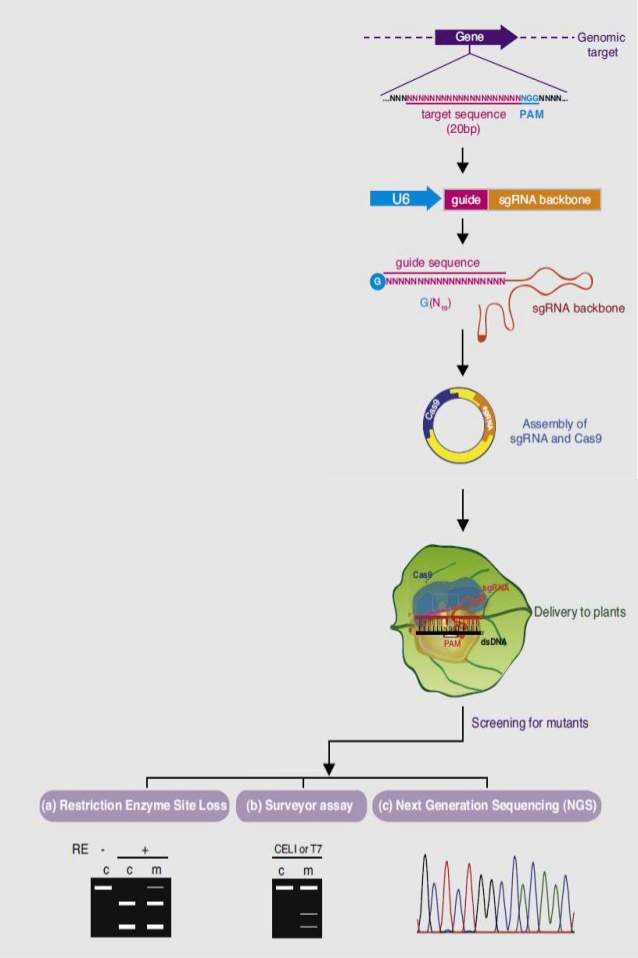 Gene
Genomic
target
...NNNNNNNNNNNNNNNNNNNNNNNNGGNNNN...
target sequence PAM
(20bp)
U6 guide sgRNA backbone
guide sequence
G NNNNNNNNNNNNNNNNNNN
G(N19)
sgRNA backbone
Cas9 sgRNA
Assembly of
sgRNA and Cas9
Cas9
sgRNA
Delivery to plants
PAM dsDNA
Screening for mutants
(a) Restriction Enzyme Site Loss (b) Surveyor assay (c) Next Generation Sequencing (NGS)
RE - + CELI or T7
c c m c m